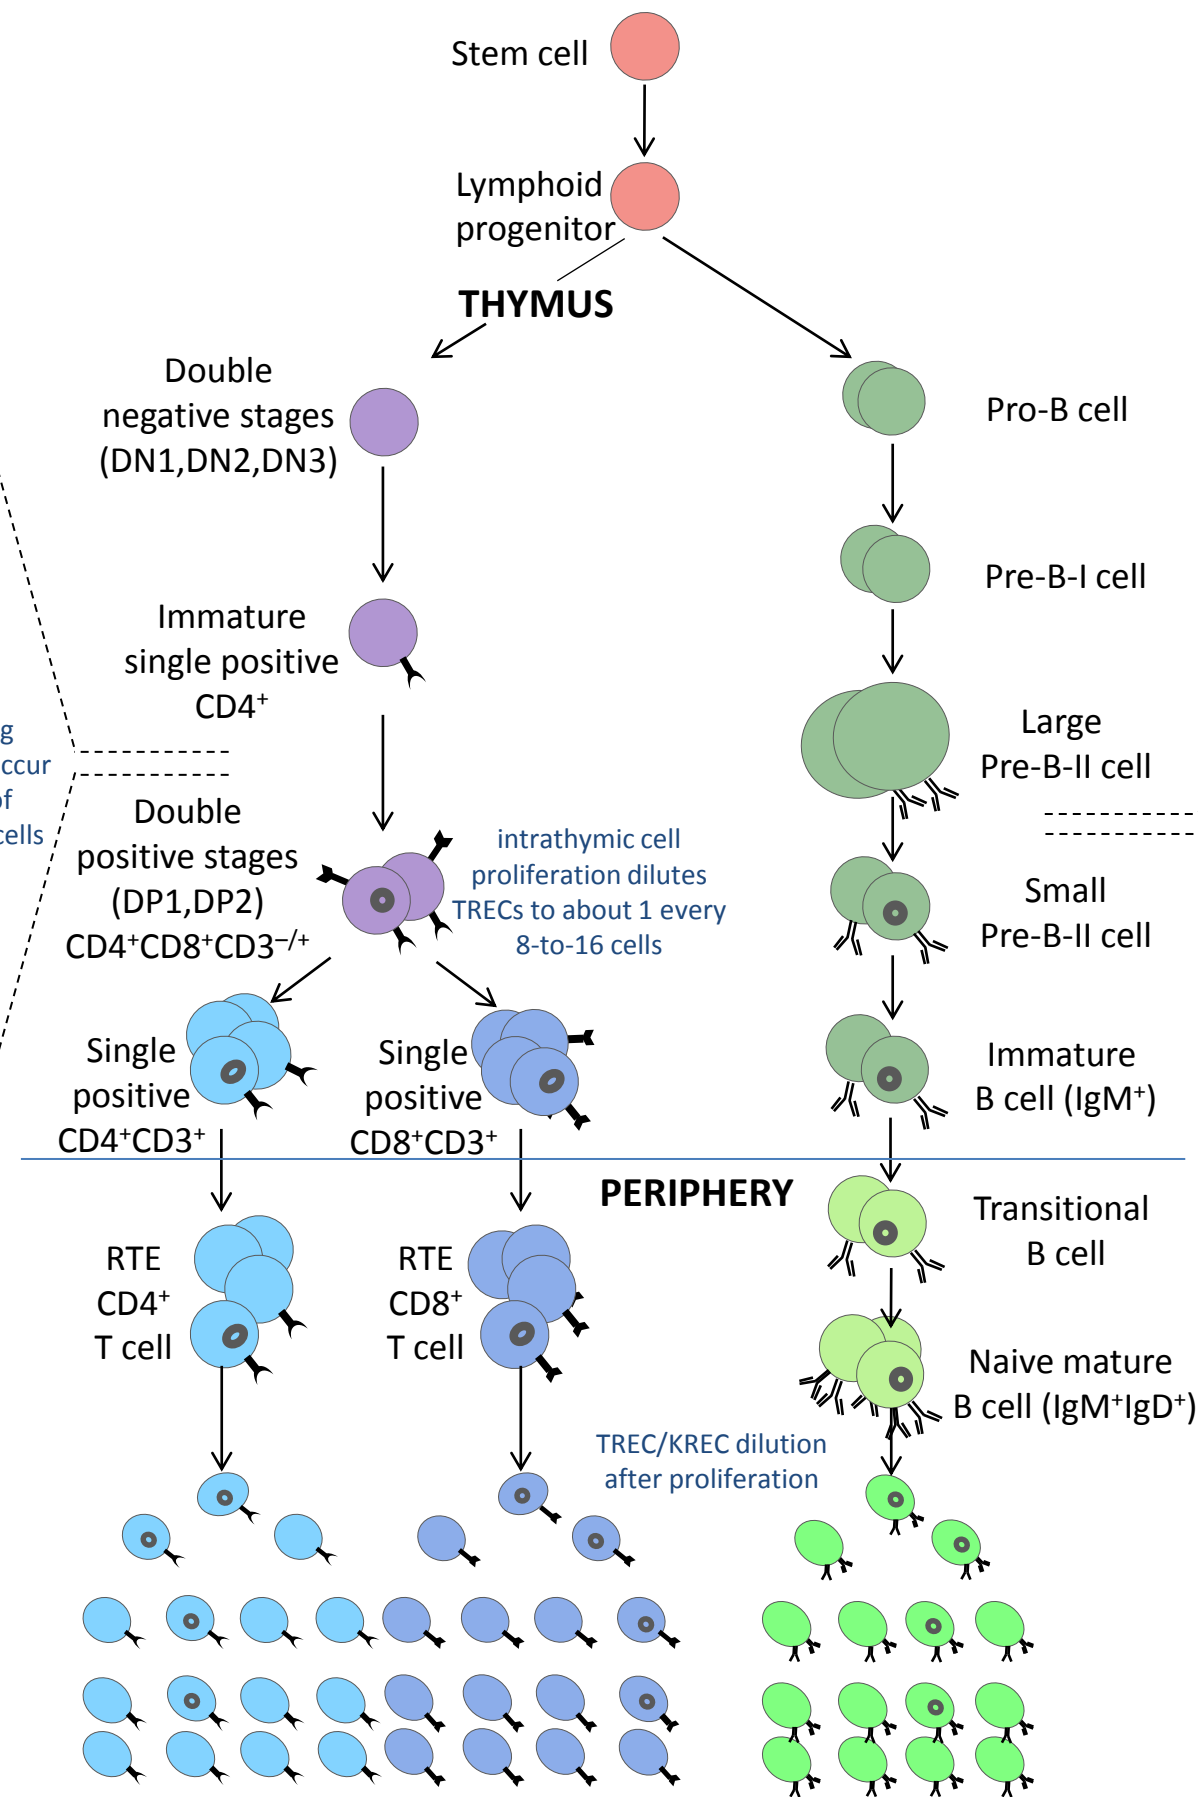 Stem cell
Lymphoid
progenitor
THYMUS
Double
negative stages
(DN1,DN2,DN3)
Pro-B cell
Pre-B-I cell
Immature
single positive
CD4⁺
Large
Pre-B-II cell
g
ccur
of
cells
Double
positive stages
(DP1,DP2)
CD4⁺CD8⁺CD3⁻/⁺
intrathymic cell
proliferation dilutes
TRECs to about 1 every
8-to-16 cells
Small
Pre-B-II cell
Single
positive
CD4⁺CD3⁺
Single
positive
CD8⁺CD3⁺
Immature
B cell (IgM⁺)
PERIPHERY
Transitional
B cell
RTE
CD4⁺
T cell
RTE
CD8⁺
T cell
Naive mature
B cell (IgM⁺IgD⁺)
TREC/KREC dilution
after proliferation